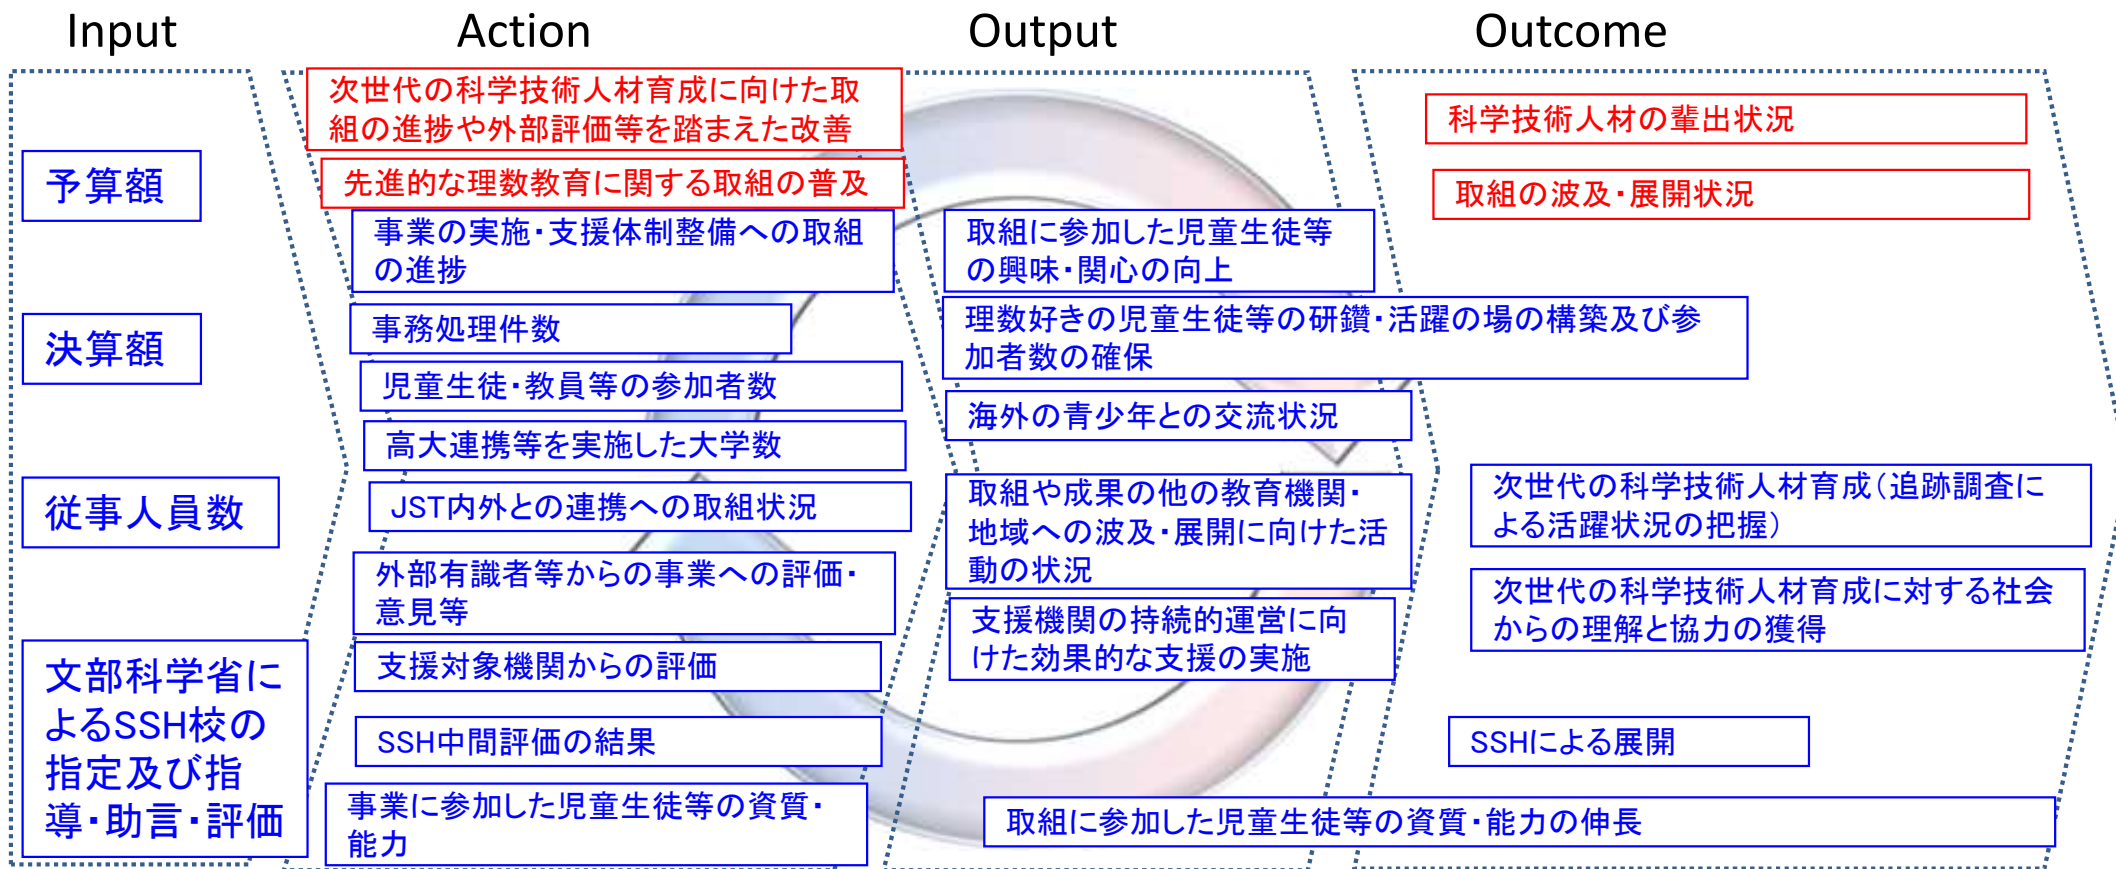 Input
Action
Output
Outcome
予算額
決算額
従事人員数
文部科学省に
よるSSH校の
指定及び指
導・助言・評価
次世代の科学技術人材育成に向けた取
組の進捗や外部評価等を踏まえた改善
先進的な理数教育に関する取組の普及
事業の実施・支援体制整備への取組
の進捗
事務処理件数
児童生徒・教員等の参加者数
高大連携等を実施した大学数
JST内外との連携への取組状況
外部有識者等からの事業への評価・
意見等
支援対象機関からの評価
SSH中間評価の結果
事業に参加した児童生徒等の資質・
能力
取組に参加した児童生徒等
の興味・関心の向上
理数好きの児童生徒等の研鑽・活躍の場の構築及び参
加者数の確保
海外の青少年との交流状況
取組や成果の他の教育機関・
地域への波及・展開に向けた活
動の状況
支援機関の持続的運営に向
けた効果的な支援の実施
取組に参加した児童生徒等の資質・能力の伸長
科学技術人材の輩出状況
取組の波及・展開状況
次世代の科学技術人材育成（追跡調査に
よる活躍状況の把握）
次世代の科学技術人材育成に対する社会
からの理解と協力の獲得
SSHによる展開